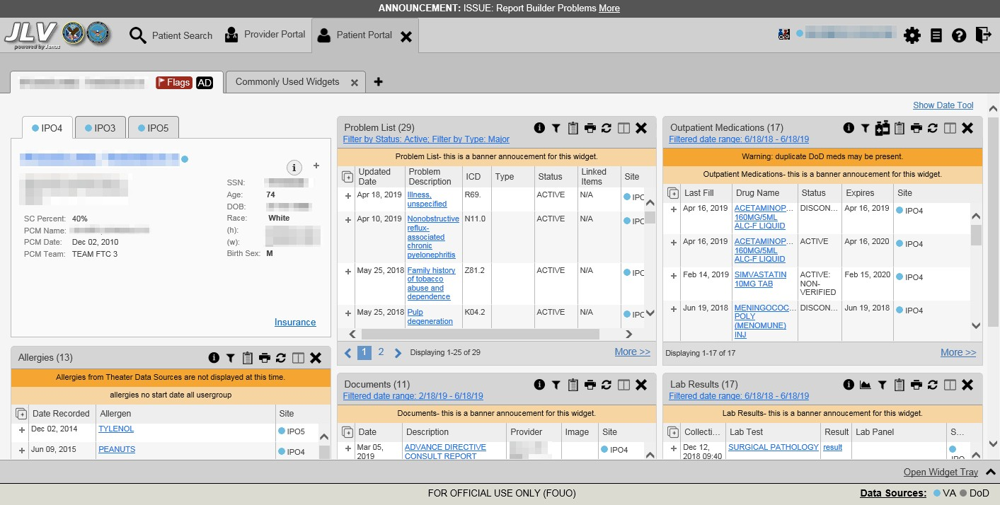 ANNOUNCEMENT: ISSUE: Report Builder Problems More
JLV
powered by Janus
Patient Search
Provider Portal
Patient Portal
Flags AD
Commonly Used Widgets
Show Date Tool
IPO4
IPO3
IPO5
SC Percent: 40%
PCM Name:
PCM Date: Dec 02, 2010
PCM Team: TEAM FTC 3
SSN:
Age: 74
DOB:
Race: White
(h):
(w):
Birth Sex: M
Insurance
Allergies (13)
Allergies from Theater Data Sources are not displayed at this time.
allergies no start date all usergroup
Date Recorded Allergen Site
Dec 02, 2014 TYLENOL IPO5
Jun 09, 2015 PEANUTS IPO4
Problem List (29)
Filter by Status: Active; Filter by Type: Major
Problem List- this is a banner annoucement for this widget.
Updated Date Problem Description ICD Type Status Linked Items Site
Apr 18, 2019 Illness, unspecified R69. ACTIVE N/A IPO
Apr 10, 2019 Nonobstructive reflux-associated chronic pyelonephritis N11.0 ACTIVE N/A IPO
May 25, 2018 Family history of tobacco abuse and dependence Z81.2 ACTIVE N/A IPO
May 25, 2018 Pulp degeneration K04.2 ACTIVE N/A IPO
1 2 Displaying 1-25 of 29 More >>
Documents (11)
Filtered date range: 2/18/19 - 6/18/19
Documents- this is a banner annoucement for this widget.
Date Description Provider Image Site
Mar 05, 2019 ADVANCE DIRECTIVE CONSULT REPORT IPO4
Outpatient Medications (17)
Filtered date range: 6/18/18 - 6/18/19
Warning: duplicate DoD meds may be present.
Outpatient Medications- this is a banner annoucement for this widget.
Last Fill Drug Name Status Expires Site
Apr 16, 2019 ACETAMINOP... 160MG/5ML ALC-F LIQUID DISCON... Apr 16, 2019 IPO4
Apr 16, 2019 ACETAMINOP... 160MG/5ML ALC-F LIQUID ACTIVE Apr 16, 2020 IPO4
Feb 14, 2019 SIMVASTATIN 10MG TAB ACTIVE: NON-VERIFIED Feb 15, 2020 IPO4
Jun 19, 2018 MENINGOCOC... POLY (MENOMUNE) INJ DISCON... Jun 19, 2018 IPO4
Displaying 1-17 of 17 More >>
Lab Results (17)
Filtered date range: 6/18/18 - 6/18/19
Lab Results- this is a banner annoucement for this widget.
Collecti... Lab Test Result Lab Panel S...
Dec 12, 2018 09:40 SURGICAL PATHOLOGY result
Open Widget Tray
FOR OFFICIAL USE ONLY (FOUO)
Data Sources: VA DoD